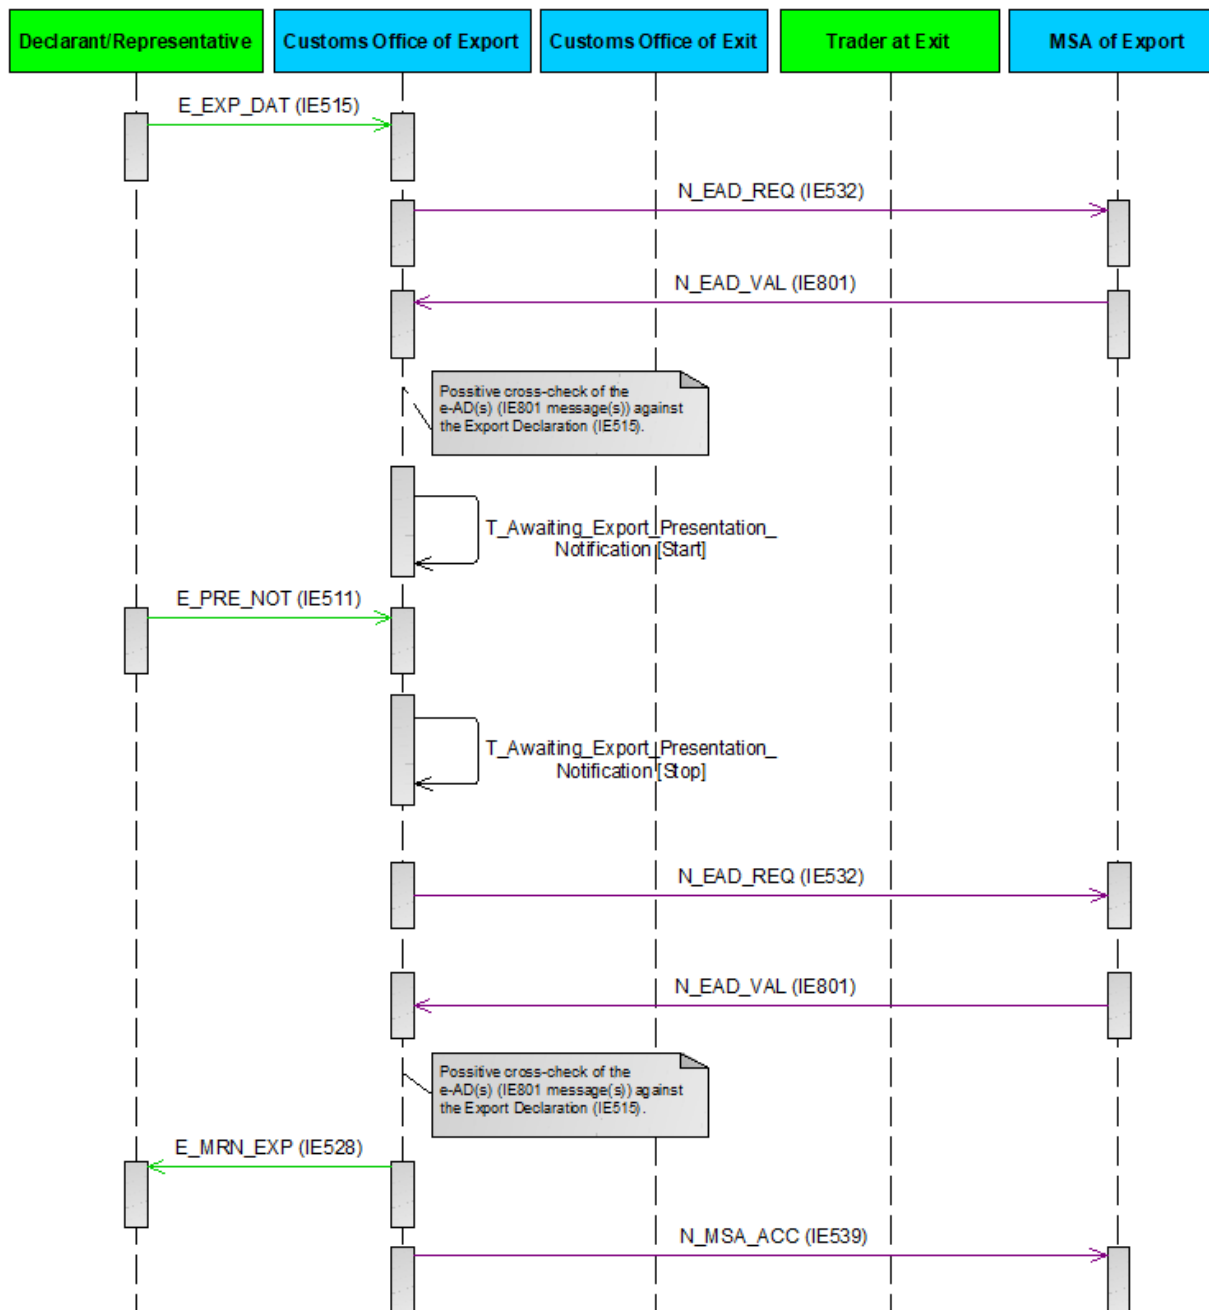 Declarant/Representative
Customs Office of Export
Customs Office of Exit
Trader at Exit
MSA of Export
E_EXP_DAT (IE515)
N_EAD_REQ (IE532)
N_EAD_VAL (IE801)
Possitive cross-check of the
e-AD(s) (IE801 message(s)) against
the Export Declaration (IE515).
T_Awaiting_Export_Presentation_
Notification [Start]
E_PRE_NOT (IE511)
T_Awaiting_Export_Presentation_
Notification [Stop]
N_EAD_REQ (IE532)
N_EAD_VAL (IE801)
Possitive cross-check of the
e-AD(s) (IE801 message(s)) against
the Export Declaration (IE515).
E_MRN_EXP (IE528)
N_MSA_ACC (IE539)